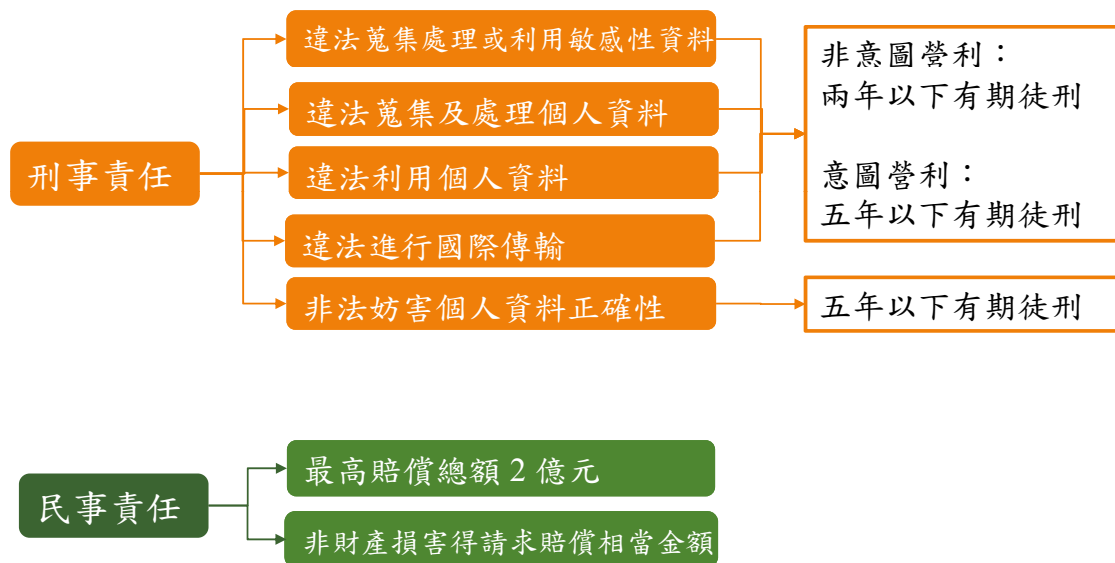 刑事責任
違法蒐集處理或利用敏感性資料
違法蒐集及處理個人資料
違法利用個人資料
違法進行國際傳輸
非法妨害個人資料正確性
非意圖營利：
兩年以下有期徒刑
意圖營利：
五年以下有期徒刑
五年以下有期徒刑
民事責任
最高賠償總額2億元
非財產損害得請求賠償相當金額